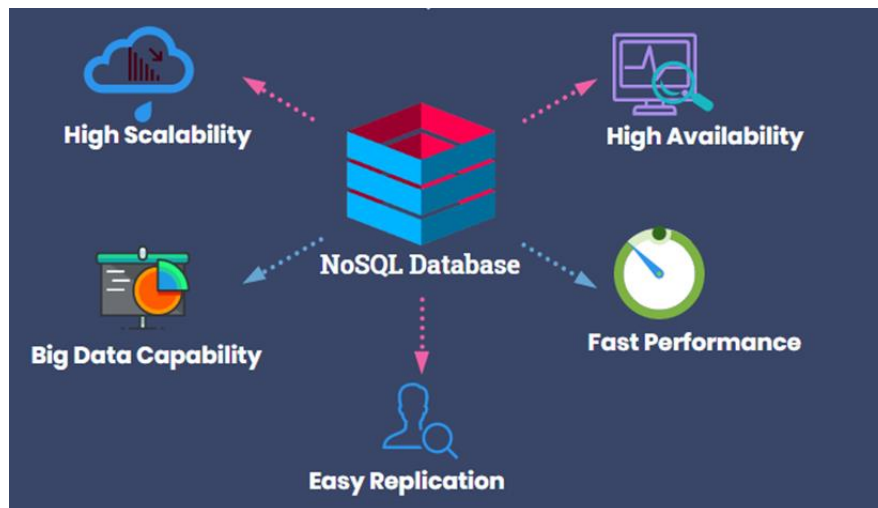 High Scalability
High Availability
NoSQL Database
Big Data Capability
Fast Performance
Easy Replication